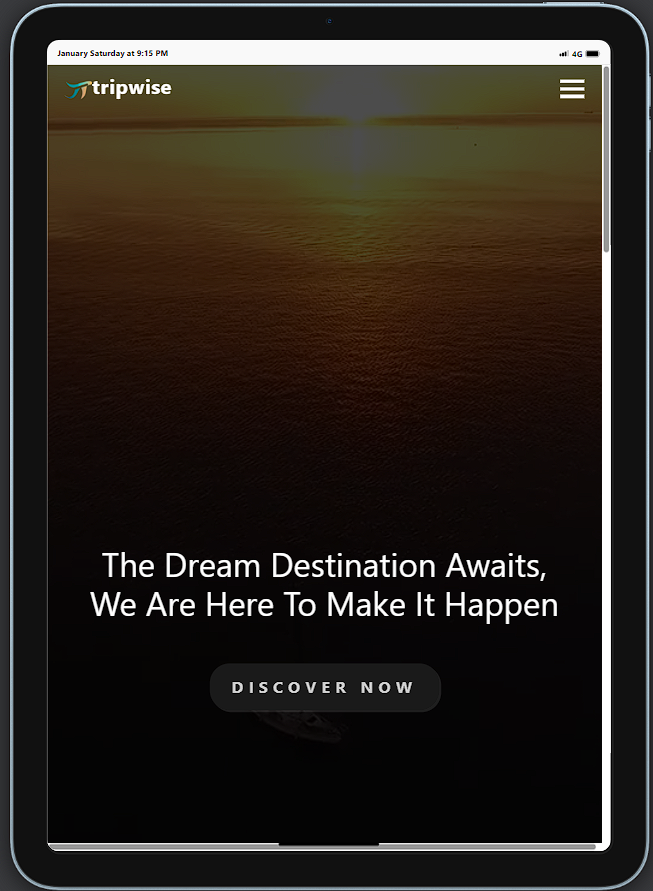 January Saturday at 9:15 PM
4G
tripwise
The Dream Destination Awaits,
We Are Here To Make It Happen
DISCOVER NOW